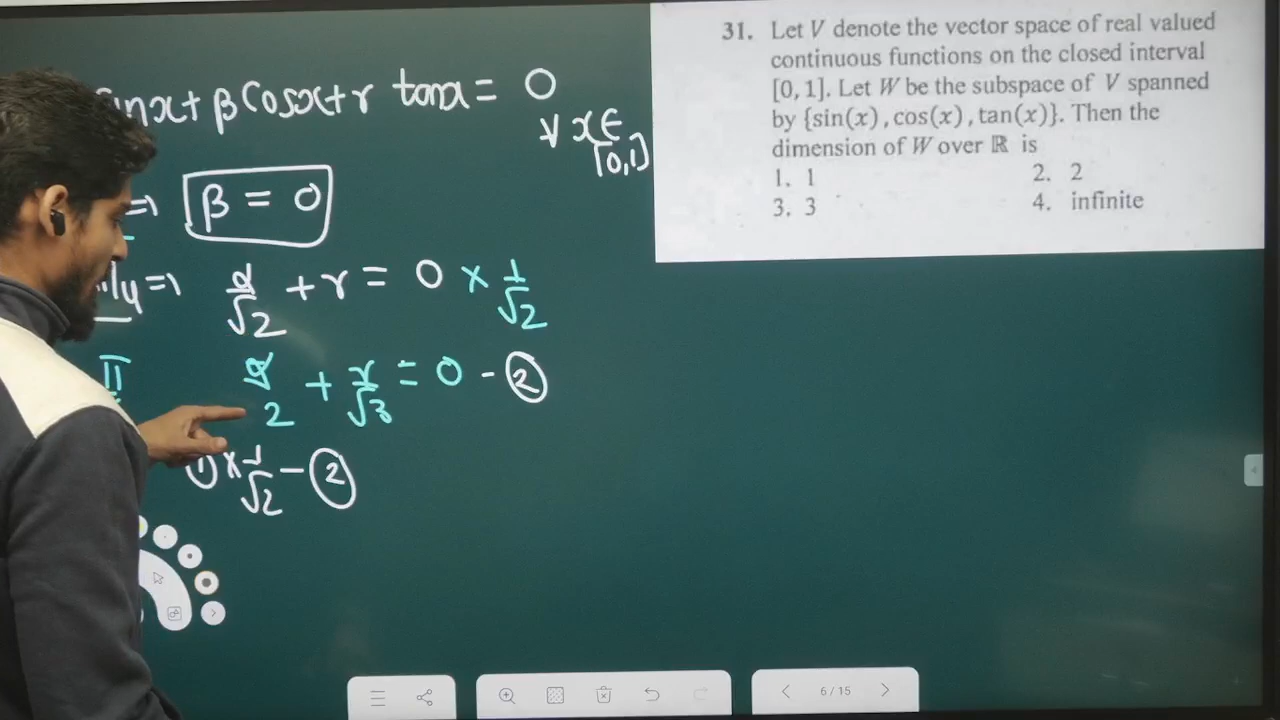 inx + β Cosx + r tanx = 0
∀ x ∈ [0,1]
⇒ β = 0
ly ⇒ α/√2 + r = 0 × 1/√2
π α/2 + r/√3 = 0 - ②
① × 1/√2 - ②
31. Let V denote the vector space of real valued
continuous functions on the closed interval
[0, 1]. Let W be the subspace of V spanned
by {sin(x), cos(x), tan(x)}. Then the
dimension of W over ℝ is
1. 1 2. 2
3. 3 4. infinite
6 / 15